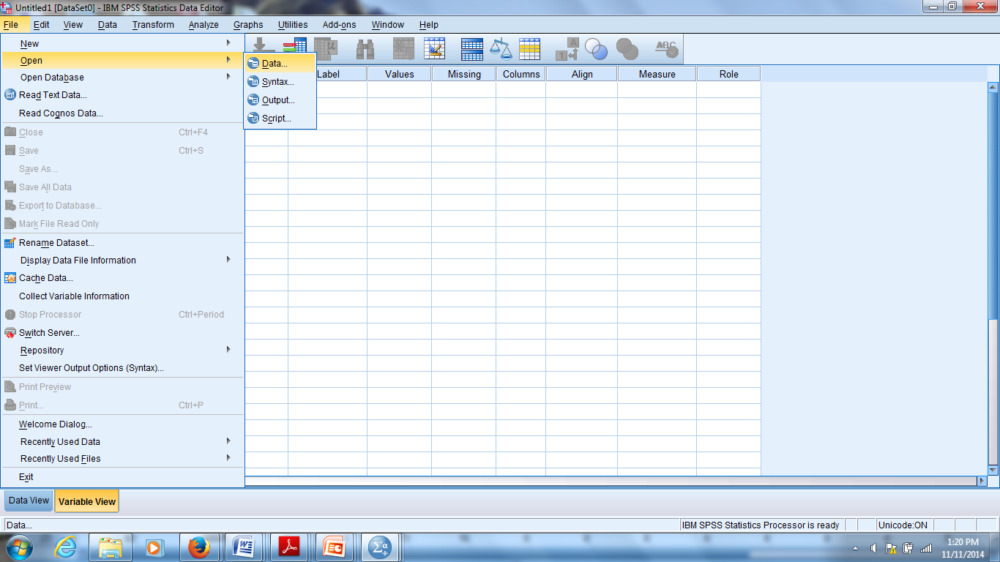 Untitled1 [DataSet0] - IBM SPSS Statistics Data Editor
File Edit View Data Transform Analyze Graphs Utilities Add-ons Window Help
New
Open
Open Database
Read Text Data...
Read Cognos Data...
Close Ctrl+F4
Save Ctrl+S
Save As...
Save All Data
Export to Database...
Mark File Read Only
Rename Dataset...
Display Data File Information
Cache Data...
Collect Variable Information
Stop Processor Ctrl+Period
Switch Server...
Repository
Set Viewer Output Options (Syntax)...
Print Preview
Print... Ctrl+P
Welcome Dialog...
Recently Used Data
Recently Used Files
Exit
Data...
Syntax...
Output...
Script...
ABC
Label Values Missing Columns Align Measure Role
Data View Variable View
Data... IBM SPSS Statistics Processor is ready Unicode:ON
1:20 PM
11/11/2014